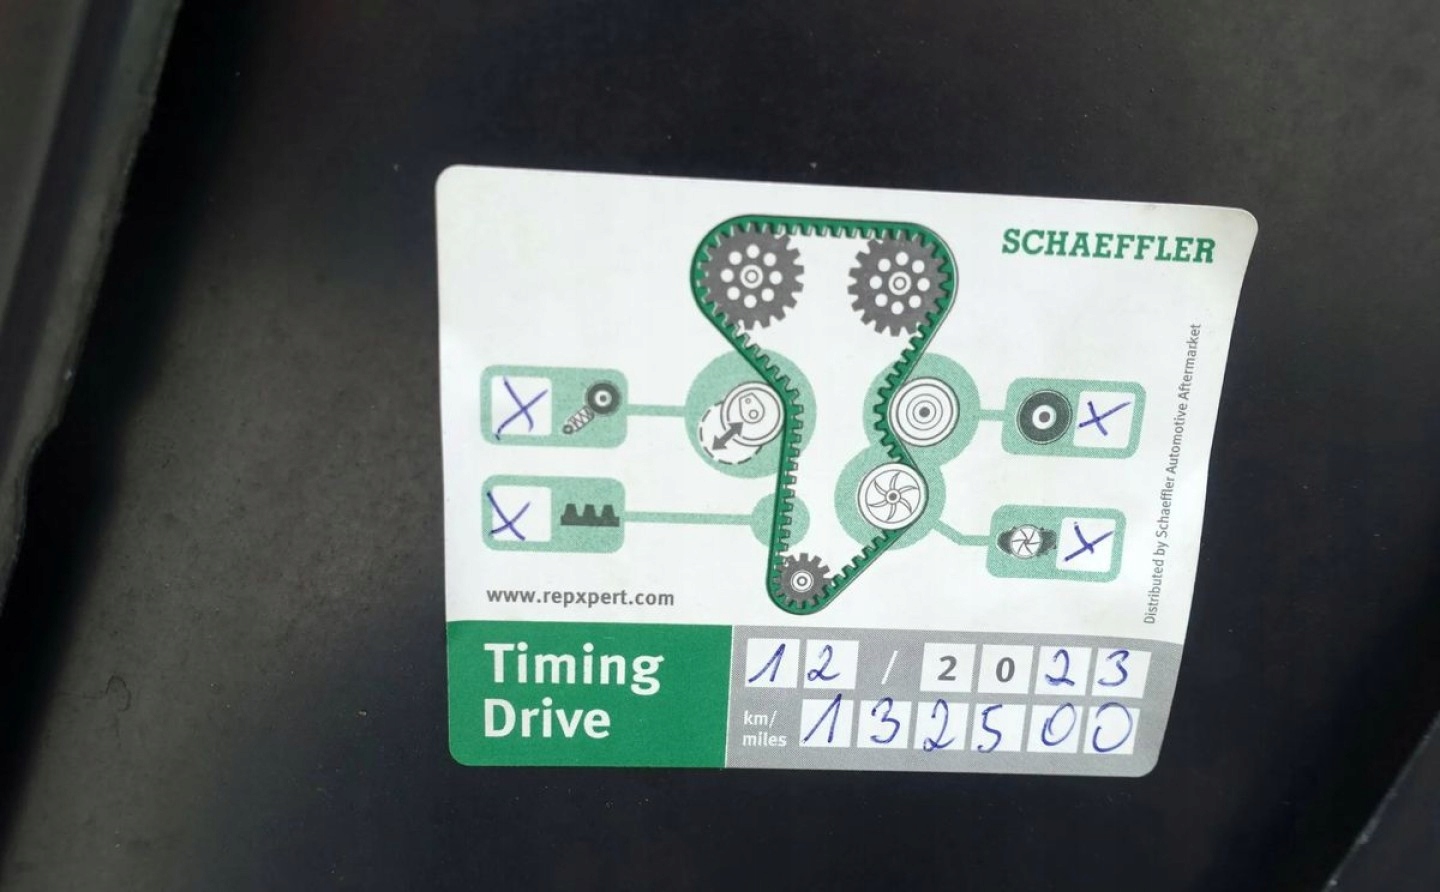 SCHAEFFLER
X
X
X
X
www.repxpert.com
Distributed by Schaeffler Automotive Aftermarket
Timing
Drive
12 / 2023
km/
miles
132500